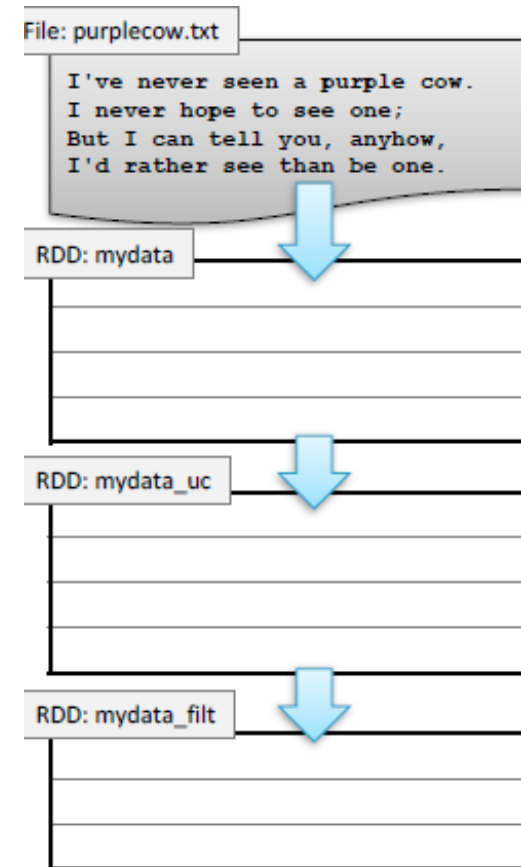 File: purplecow.txt
I've never seen a purple cow.
I never hope to see one;
But I can tell you, anyhow,
I'd rather see than be one.
RDD: mydata
RDD: mydata_uc
RDD: mydata_filt